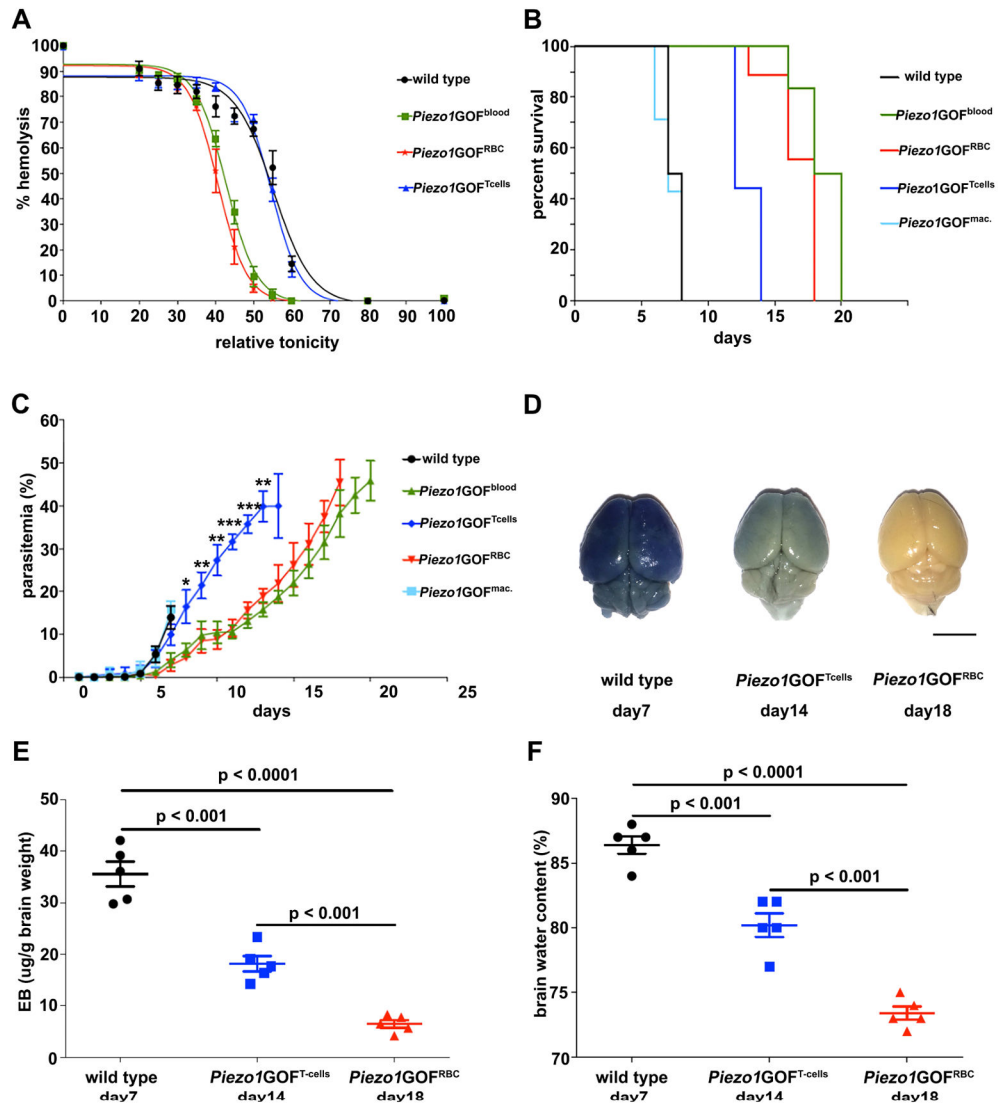 A
% hemolysis
100
90
80
70
60
50
40
30
20
10
0
0 10 20 30 40 50 60 70 80 90 100
relative tonicity
wild type
Piezo1GOFblood
Piezo1GOFRBC
Piezo1GOFTcells
B
percent survival
100
80
60
40
20
0
0 5 10 15 20
days
wild type
Piezo1GOFblood
Piezo1GOFRBC
Piezo1GOFTcells
Piezo1GOFmac.
C
parasitemia (%)
60
50
40
30
20
10
0
0 5 10 15 20 25
days
* ** ** *** *** **
wild type
Piezo1GOFblood
Piezo1GOFTcells
Piezo1GOFRBC
Piezo1GOFmac.
D
wild type Piezo1GOFTcells Piezo1GOFRBC
day7 day14 day18
E
EB (ug/g brain weight)
50
40
30
20
10
0
p < 0.0001
p < 0.001
p < 0.001
wild type Piezo1GOFT-cells Piezo1GOFRBC
day7 day14 day18
F
brain water content (%)
90
85
80
75
70
p < 0.0001
p < 0.001
p < 0.001
wild type Piezo1GOFT-cells Piezo1GOFRBC
day7 day14 day18